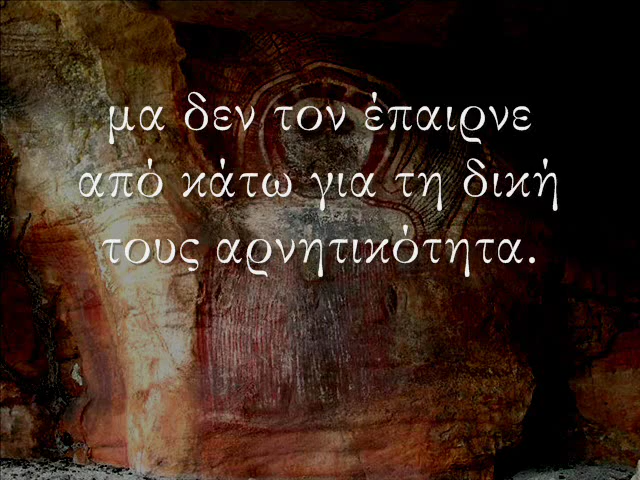 μα δεν τον έπαιρνε
από κάτω για τη δική
τους αρνητικότητα.